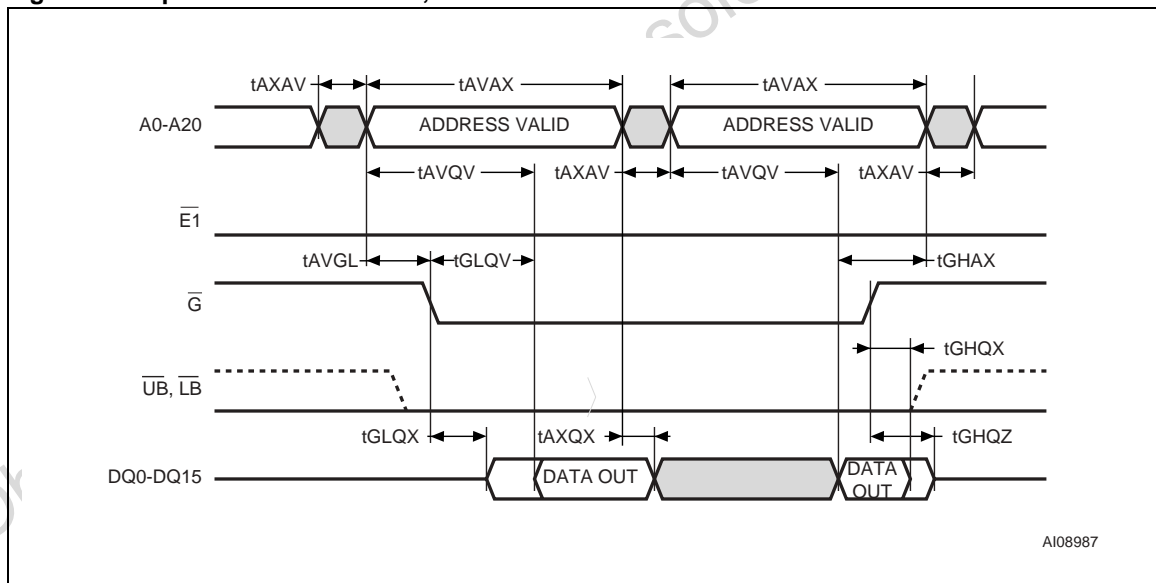 tAXAV tAVAX tAVAX
A0-A20 ADDRESS VALID ADDRESS VALID
tAVQV tAXAV tAVQV tAXAV
E1
tAVGL tGLQV tGHAX
G
tGHQX
UB, LB
tGLQX tAXQX tGHQZ
DQ0-DQ15 DATA OUT DATA
OUT
AI08987